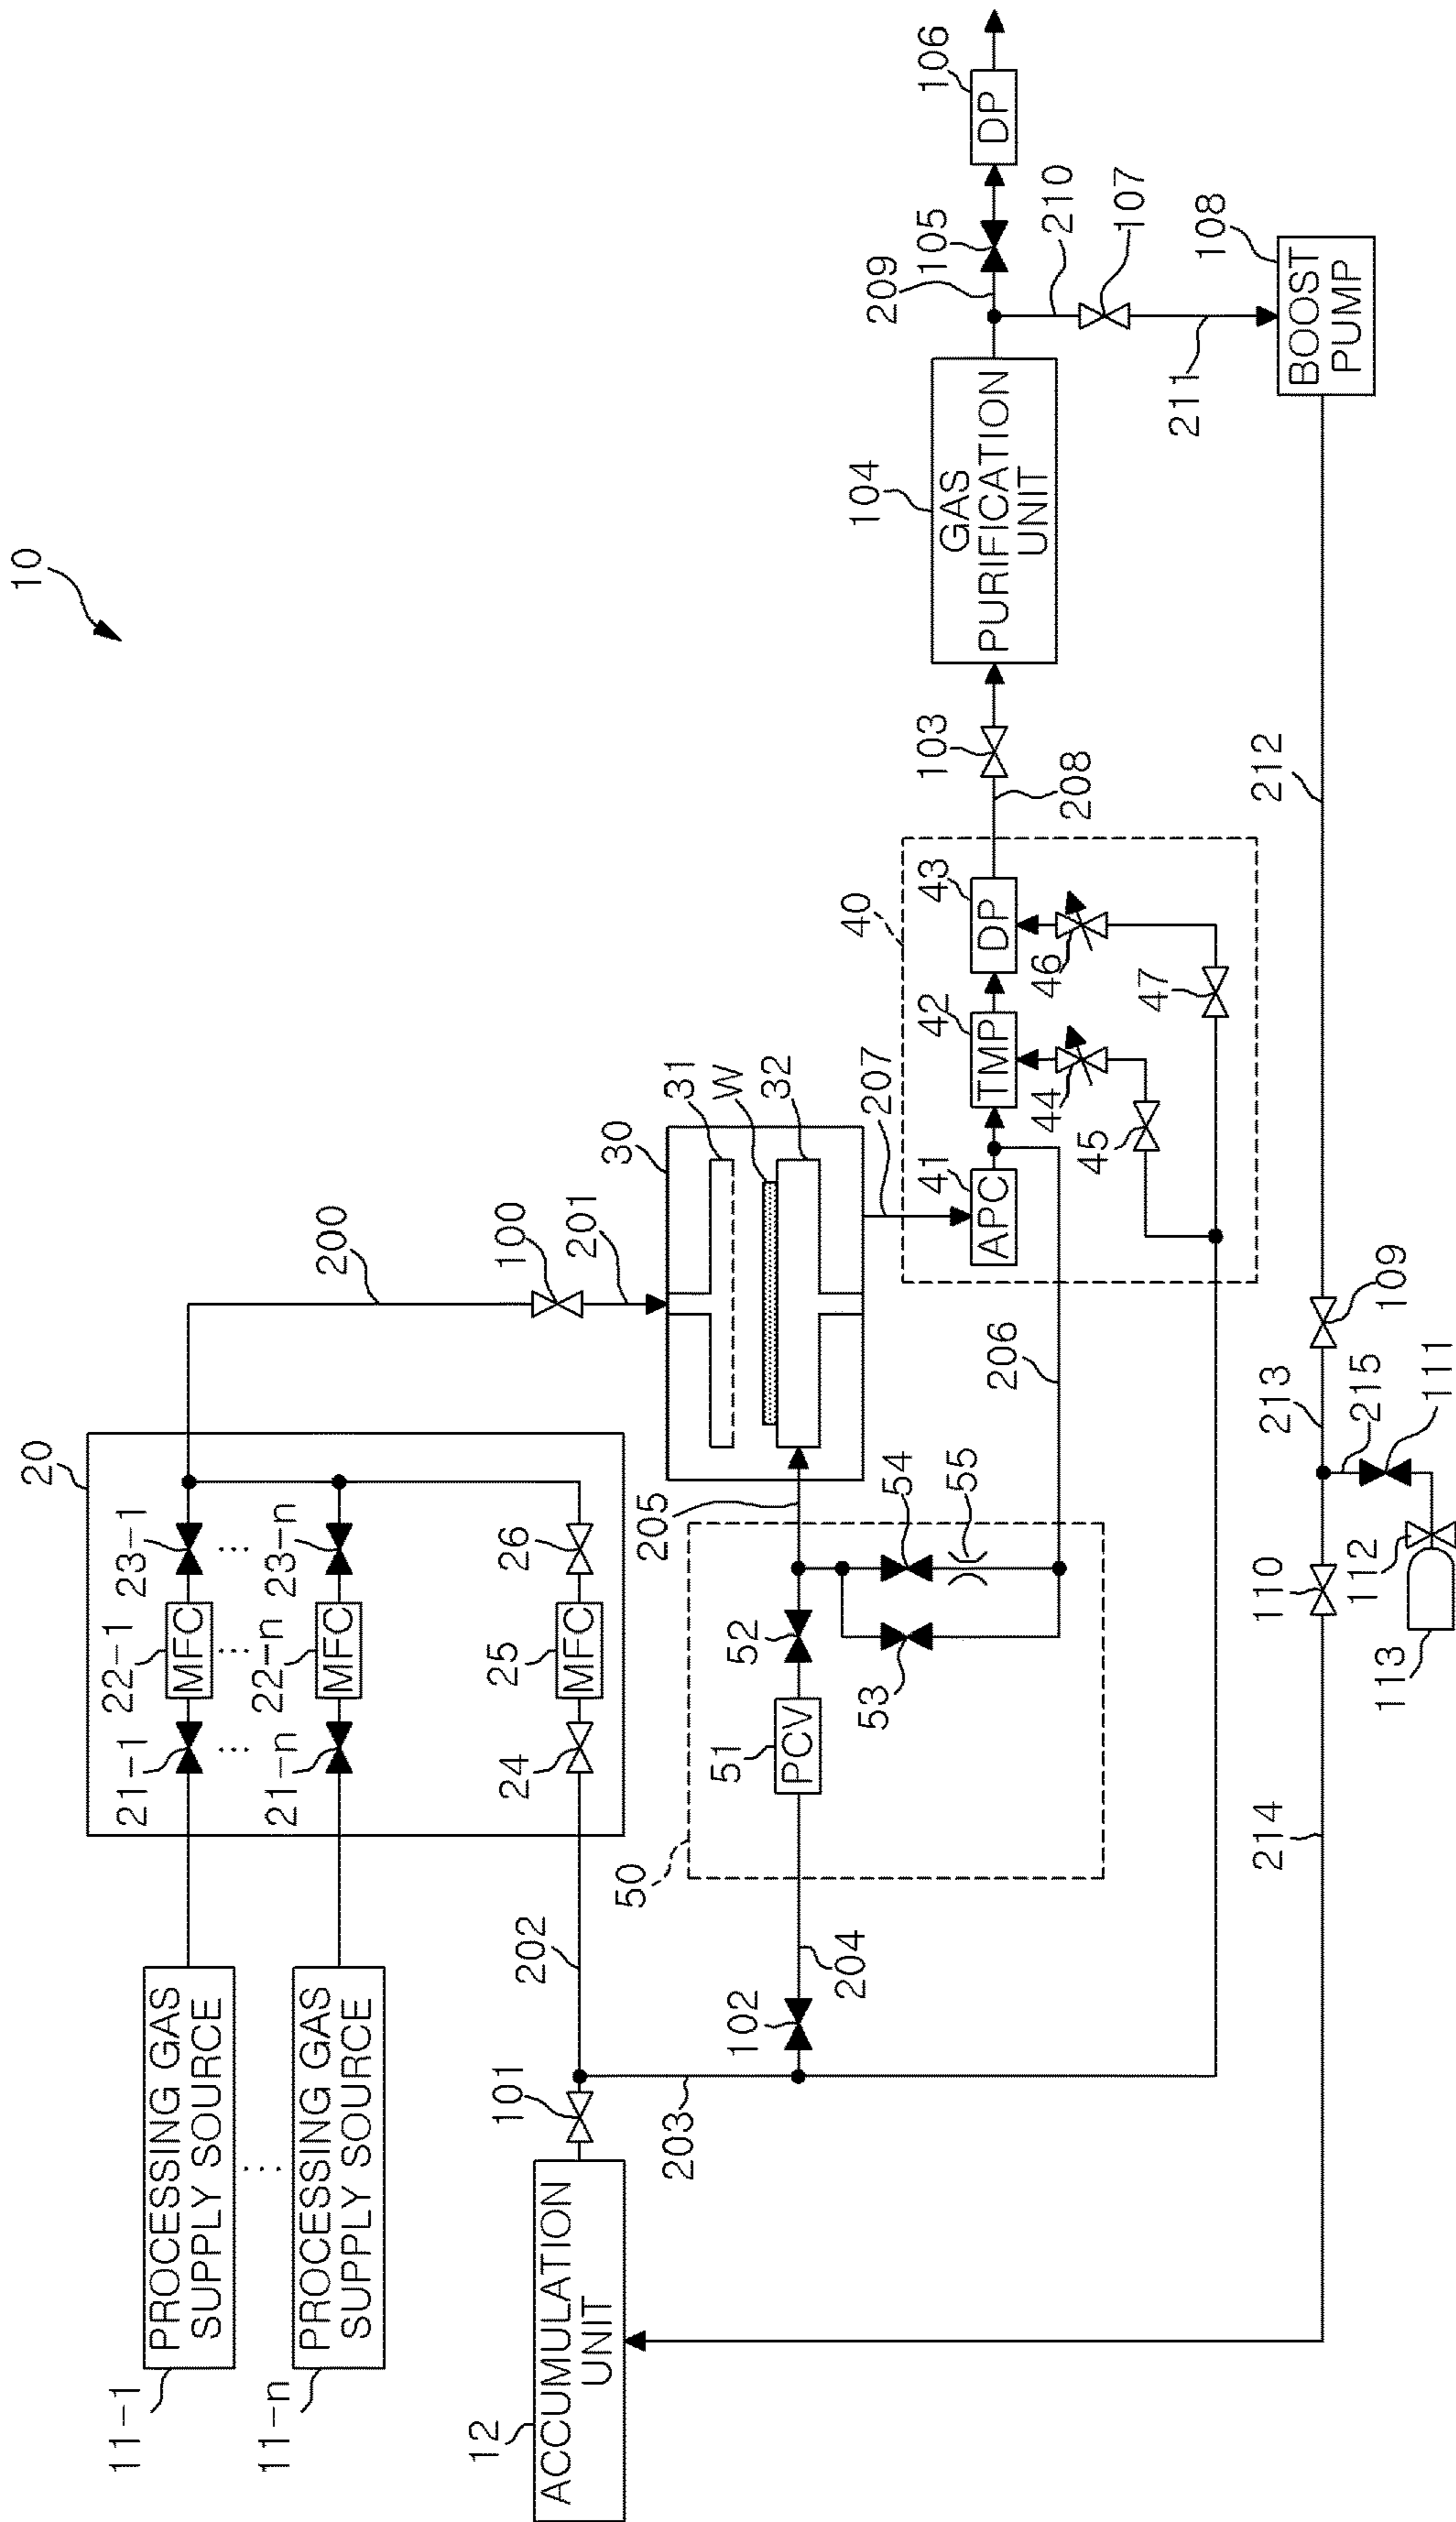 10
PROCESSING GAS
SUPPLY SOURCE
11-1
...
PROCESSING GAS
SUPPLY SOURCE
11-n
ACCUMULATION
UNIT
12
20
21-1
MFC
22-1
23-1
...
...
...
21-n
MFC
22-n
23-n
24
MFC
25
26
200
100
201
202
101
203
102
204
50
PCV
51
52
53
54
55
205
206
30
31
W
32
207
40
APC
41
TMP
42
DP
43
44
45
46
47
208
103
GAS
PURIFICATION
UNIT
104
209
105
DP
106
210
107
211
BOOST
PUMP
108
212
109
213
215
111
110
112
113
214